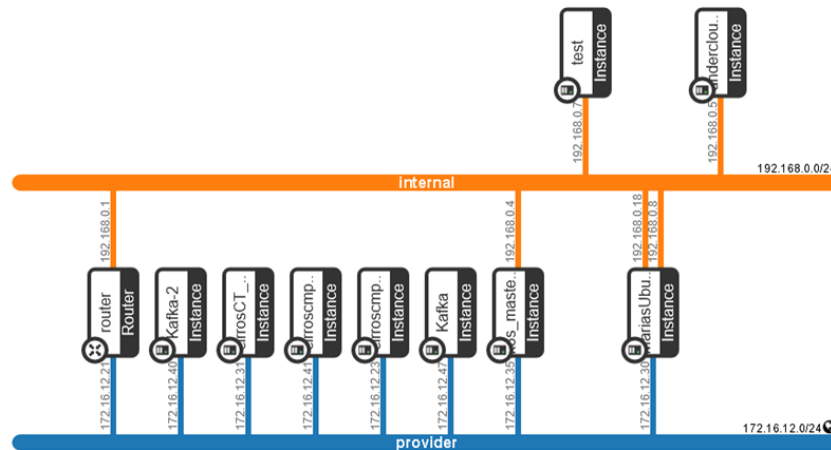 test
Instance
Instance
192.168.0.7
192.168.0.5
192.168.0.0/24
internal
192.168.0.1
192.168.0.4
192.168.0.18
192.168.0.8
router
Router
Kafka-2
Instance
Instance
Instance
Instance
Kafka
Instance
Instance
Instance
172.16.12.21
172.16.12.40
172.16.12.31
172.16.12.41
172.16.12.23
172.16.12.47
172.16.12.35
172.16.12.30
172.16.12.0/24
provider